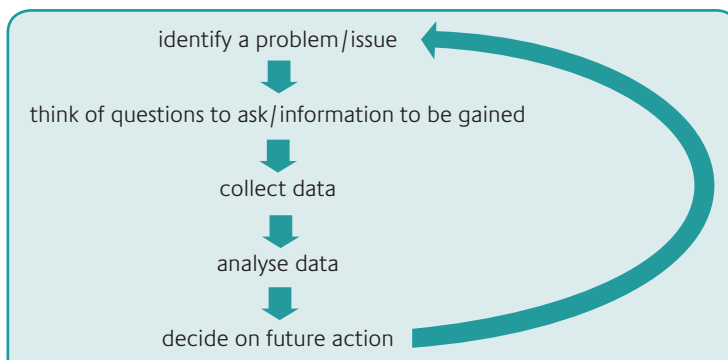 identify a problem/issue
think of questions to ask/information to be gained
collect data
analyse data
decide on future action